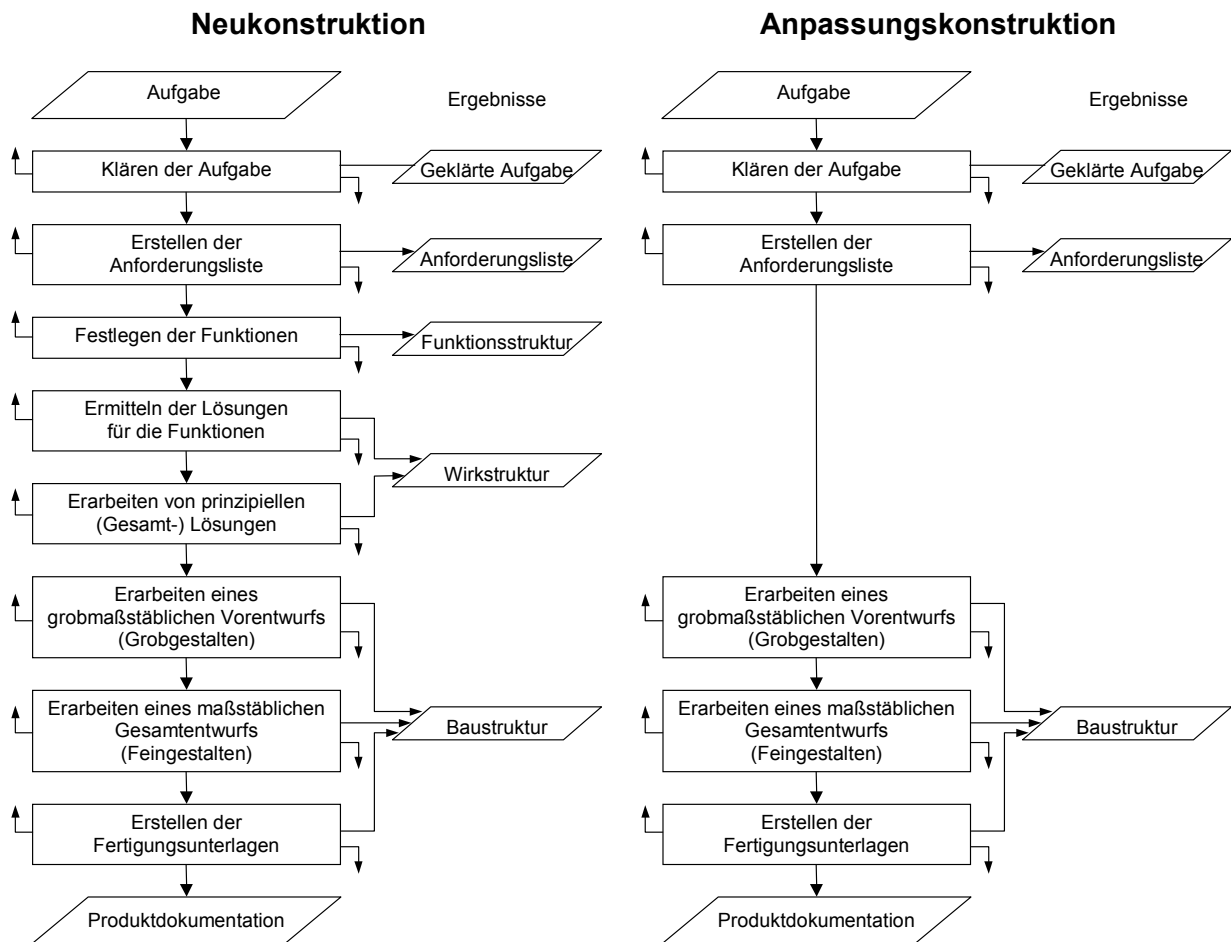 Neukonstruktion
Aufgabe
Ergebnisse
Klären der Aufgabe
Geklärte Aufgabe
Erstellen der
Anforderungsliste
Anforderungsliste
Festlegen der Funktionen
Funktionsstruktur
Ermitteln der Lösungen
für die Funktionen
Wirkstruktur
Erarbeiten von prinzipiellen
(Gesamt-) Lösungen
Erarbeiten eines
grobmaßstäblichen Vorentwurfs
(Grobgestalten)
Erarbeiten eines maßstäblichen
Gesamtentwurfs
(Feingestalten)
Baustruktur
Erstellen der
Fertigungsunterlagen
Produktdokumentation
Anpassungskonstruktion
Aufgabe
Ergebnisse
Klären der Aufgabe
Geklärte Aufgabe
Erstellen der
Anforderungsliste
Anforderungsliste
Erarbeiten eines
grobmaßstäblichen Vorentwurfs
(Grobgestalten)
Erarbeiten eines maßstäblichen
Gesamtentwurfs
(Feingestalten)
Baustruktur
Erstellen der
Fertigungsunterlagen
Produktdokumentation